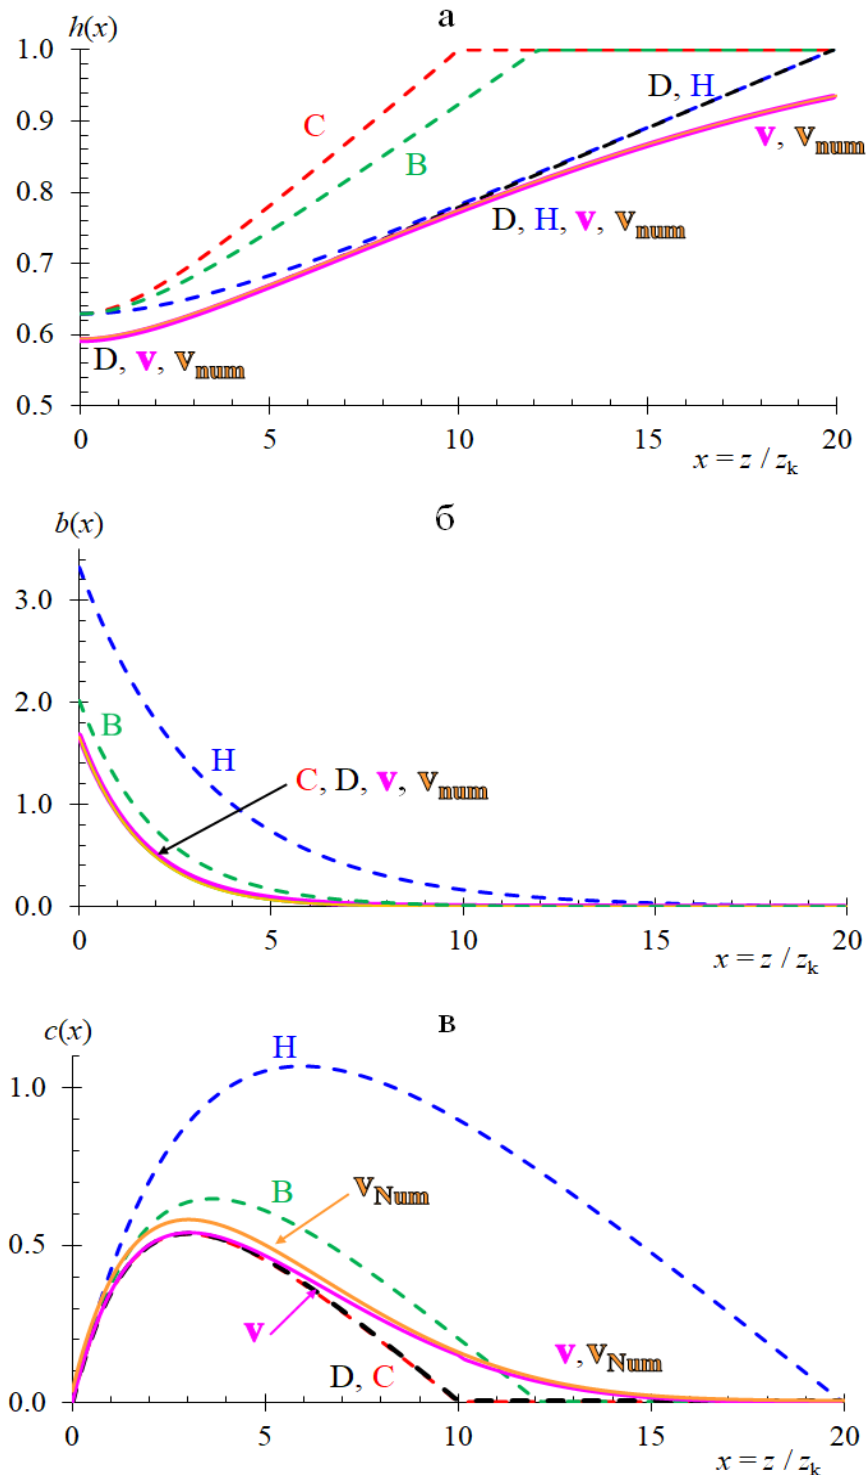 а
h(x)
1.0
D, H
0.9
C
B
v, vnum
0.8
D, H, v, vnum
0.7
0.6
D, v, vnum
0.5
0 5 10 15 20
x = z / zk
б
b(x)
3.0
2.0
B
H
C, D, v, vnum
1.0
0.0
0 5 10 15 20
x = z / zk
в
c(x)
H
1.0
B
vNum
0.5
v
v, vNum
D, C
0.0
0 5 10 15 20
x = z / zk